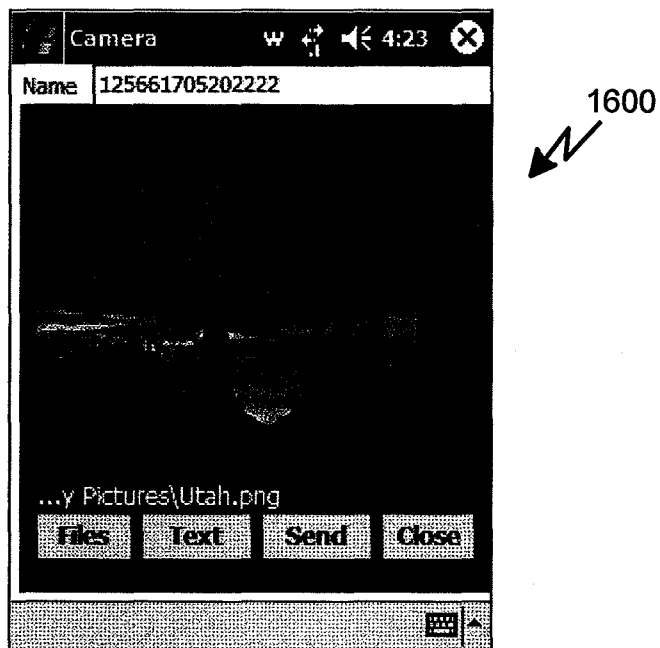 Camera 4:23
Name 125661705202222
1600
...y Pictures\Utah.png
Files Text Send Close